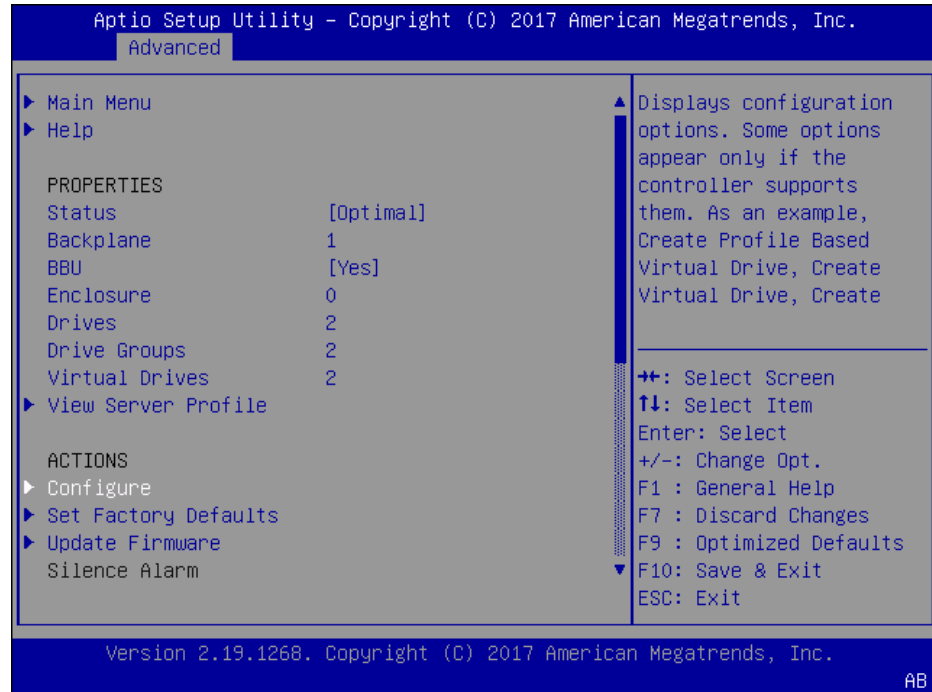 Aptio Setup Utility – Copyright (C) 2017 American Megatrends, Inc.
Advanced
Main Menu
Help
PROPERTIES
Status [Optimal]
Backplane 1
BBU [Yes]
Enclosure 0
Drives 2
Drive Groups 2
Virtual Drives 2
View Server Profile
ACTIONS
Configure
Set Factory Defaults
Update Firmware
Silence Alarm
Displays configuration
options. Some options
appear only if the
controller supports
them. As an example,
Create Profile Based
Virtual Drive, Create
Virtual Drive, Create
→←: Select Screen
↑↓: Select Item
Enter: Select
+/-: Change Opt.
F1 : General Help
F7 : Discard Changes
F9 : Optimized Defaults
F10: Save & Exit
ESC: Exit
Version 2.19.1268. Copyright (C) 2017 American Megatrends, Inc.
AB